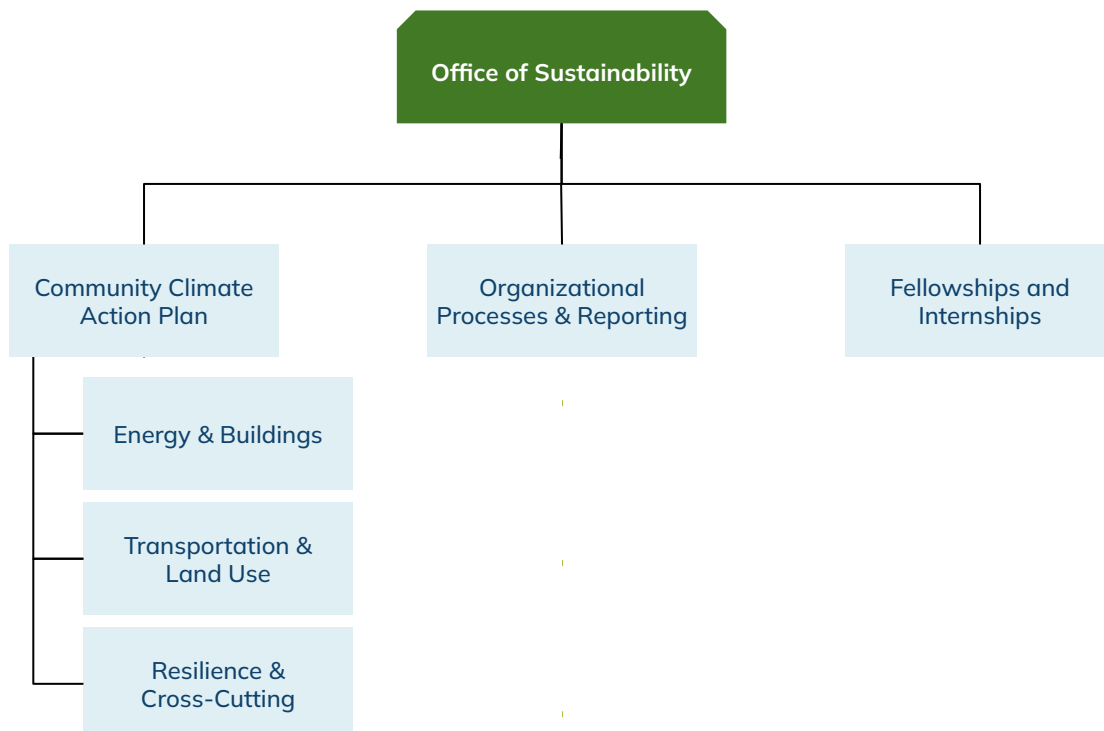 Office of Sustainability
Community Climate
Action Plan
Organizational
Processes & Reporting
Fellowships and
Internships
Energy & Buildings
Transportation &
Land Use
Resilience &
Cross-Cutting